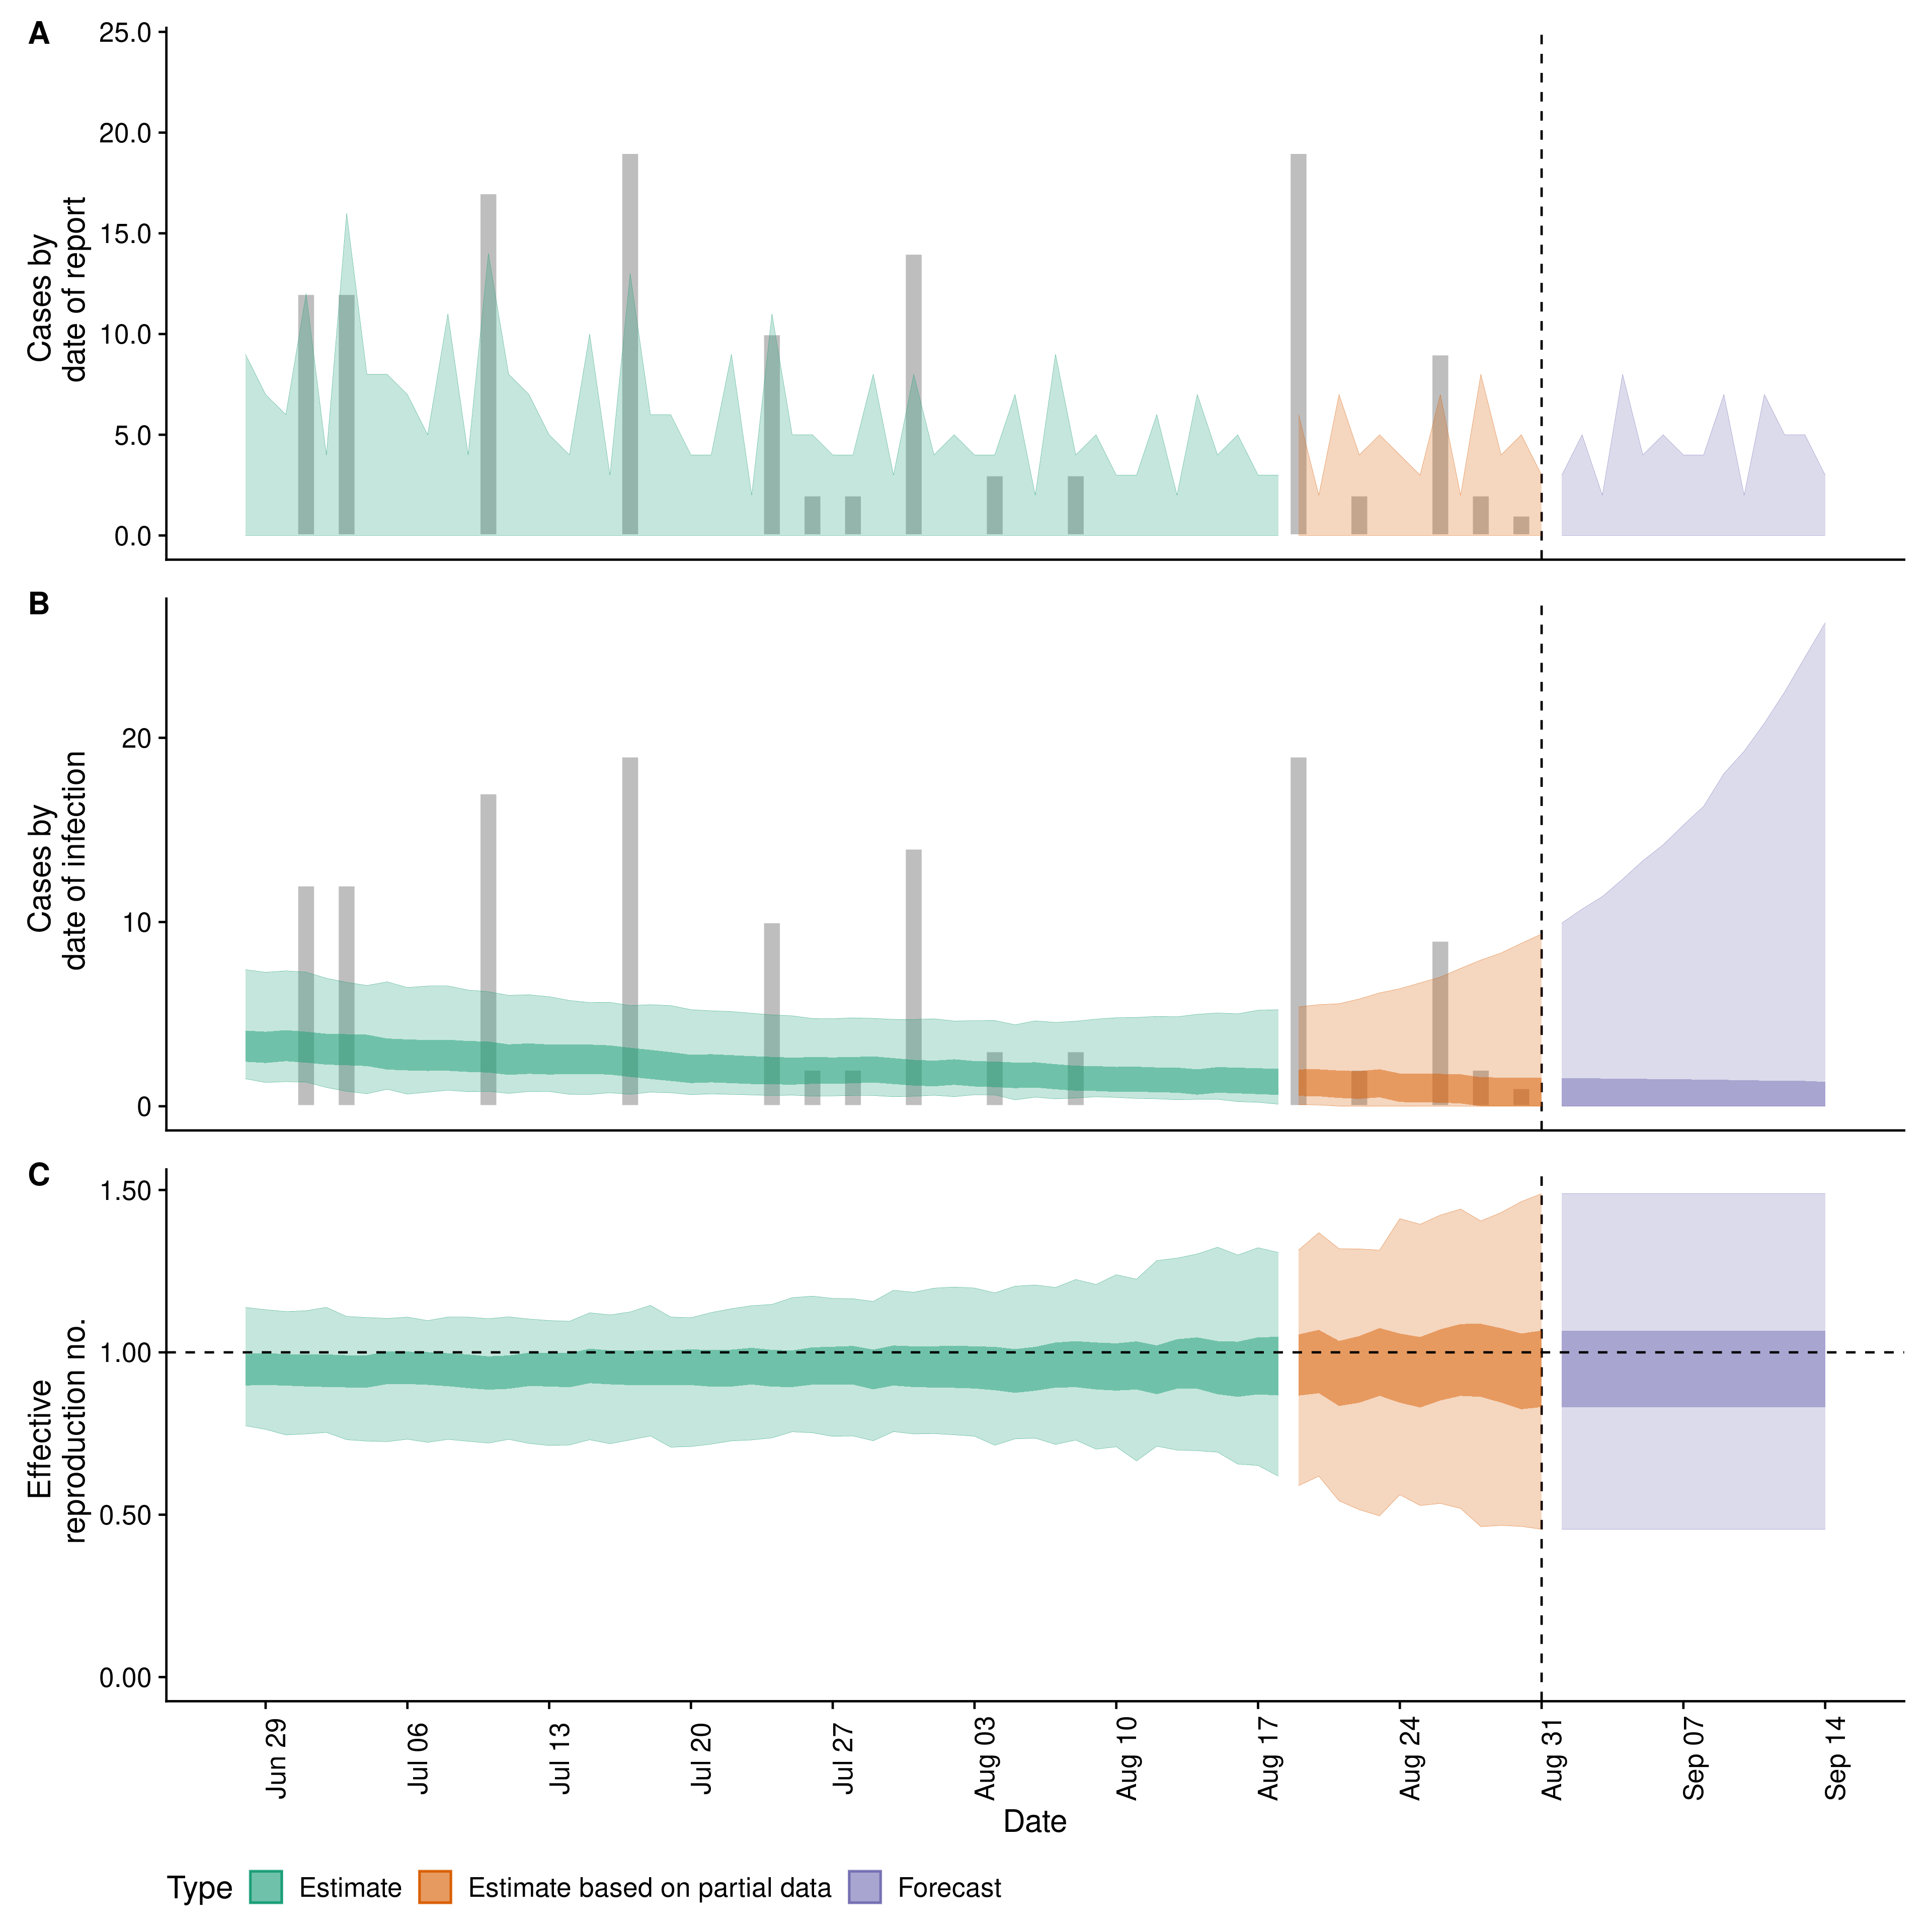 A
25.0
20.0
15.0
10.0
5.0
0.0
Cases by
date of report
B
20
10
0
Cases by
date of infection
C
1.50
1.00
0.50
0.00
Effective
reproduction no.
Jun 29
Jul 06
Jul 13
Jul 20
Jul 27
Aug 03
Aug 10
Aug 17
Aug 24
Aug 31
Sep 07
Sep 14
Date
Type Estimate Estimate based on partial data Forecast